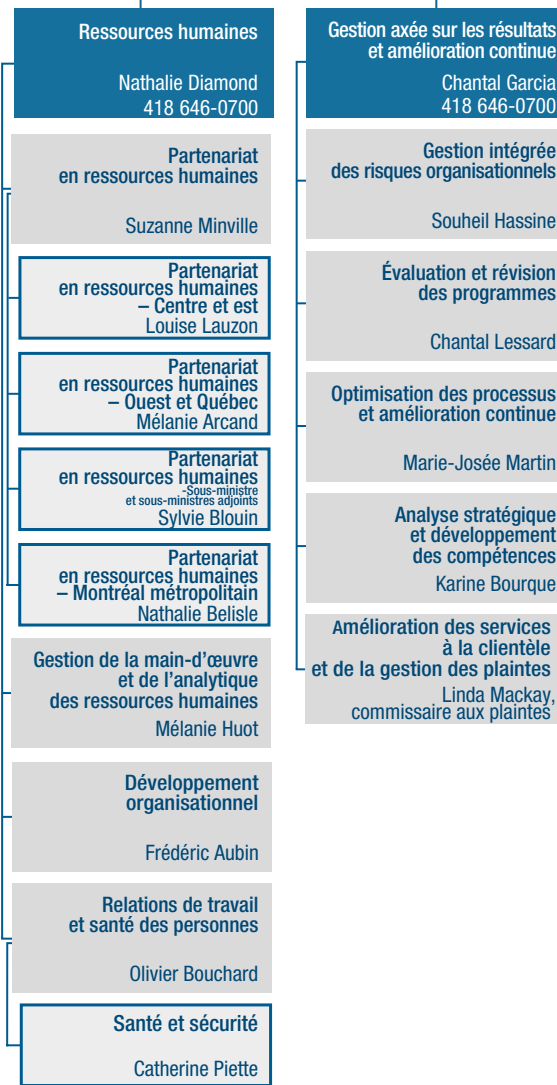 Ressources humaines
Nathalie Diamond
418 646-0700
Partenariat
en ressources humaines
Suzanne Minville
Partenariat
en ressources humaines
– Centre et est
Louise Lauzon
Partenariat
en ressources humaines
– Ouest et Québec
Mélanie Arcand
Partenariat
en ressources humaines
-Sous-ministre
et sous-ministres adjoints
Sylvie Blouin
Partenariat
en ressources humaines
– Montréal métropolitain
Nathalie Belisle
Gestion de la main-d’œuvre
et de l’analytique
des ressources humaines
Mélanie Huot
Développement
organisationnel
Frédéric Aubin
Relations de travail
et santé des personnes
Olivier Bouchard
Santé et sécurité
Catherine Piette
Gestion axée sur les résultats
et amélioration continue
Chantal Garcia
418 646-0700
Gestion intégrée
des risques organisationnels
Souheil Hassine
Évaluation et révision
des programmes
Chantal Lessard
Optimisation des processus
et amélioration continue
Marie-Josée Martin
Analyse stratégique
et développement
des compétences
Karine Bourque
Amélioration des services
à la clientèle
et de la gestion des plaintes
Linda Mackay,
commissaire aux plaintes